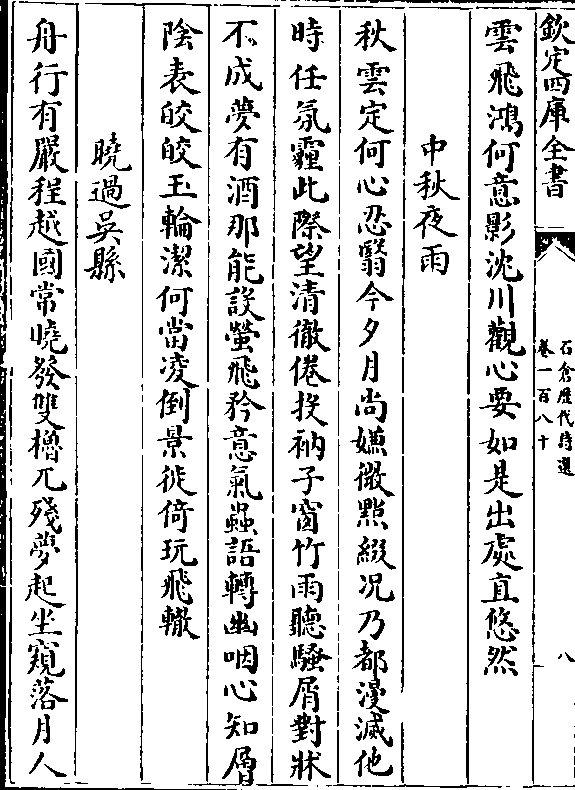 欽定四庫全書
石倉歷代詩選
卷一百八十
八
雲飛鴻何意影沈川觀心要如是出處直悠然
中秋夜雨
秋雲定何心忍翳今夕月尚嫌微點綴况乃都漫滅他
時任氛霾此際望清徹倦投衲子窗竹雨聽騷屑對牀
不成夢有酒那能設螢飛矜意氣蟲語轉幽咽心知層
陰表皎皎玉輪潔何當凌倒景徙倚玩飛轍
曉過吳縣
舟行有嚴程越國常曉發雙櫓兀殘夢起坐窺落月人